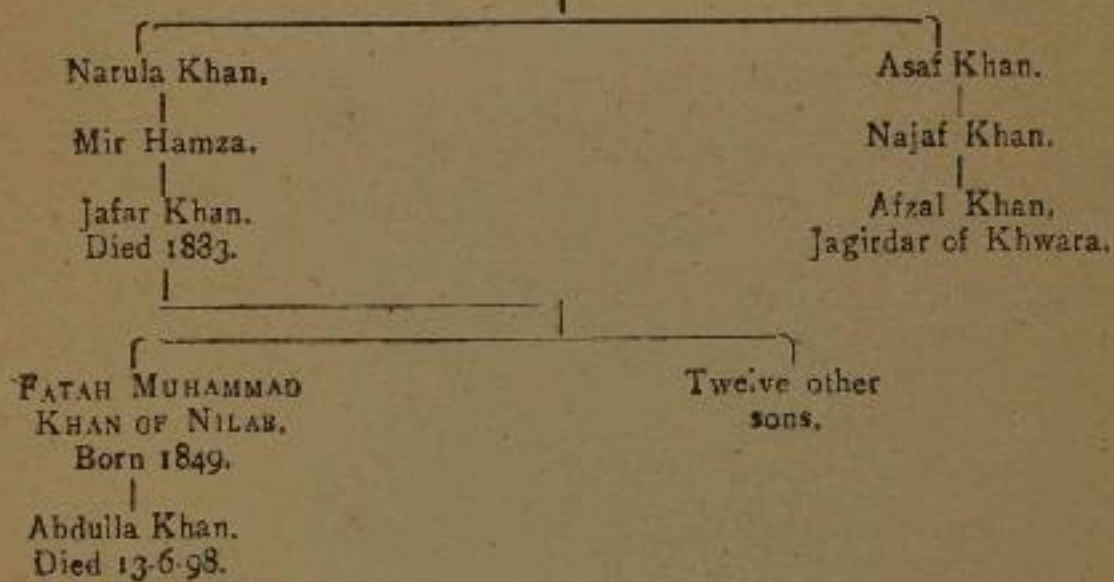 Narula Khan.
Asaf Khan.
Mir Hamza.
Najaf Khan.
Jafar Khan.
Died 1883.
Afzal Khan,
Jagirdar of Khwara.
FATAH MUHAMMAD
KHAN OF NILAB.
Born 1849.
Twelve other
sons.
Abdulla Khan.
Died 13-6-98.